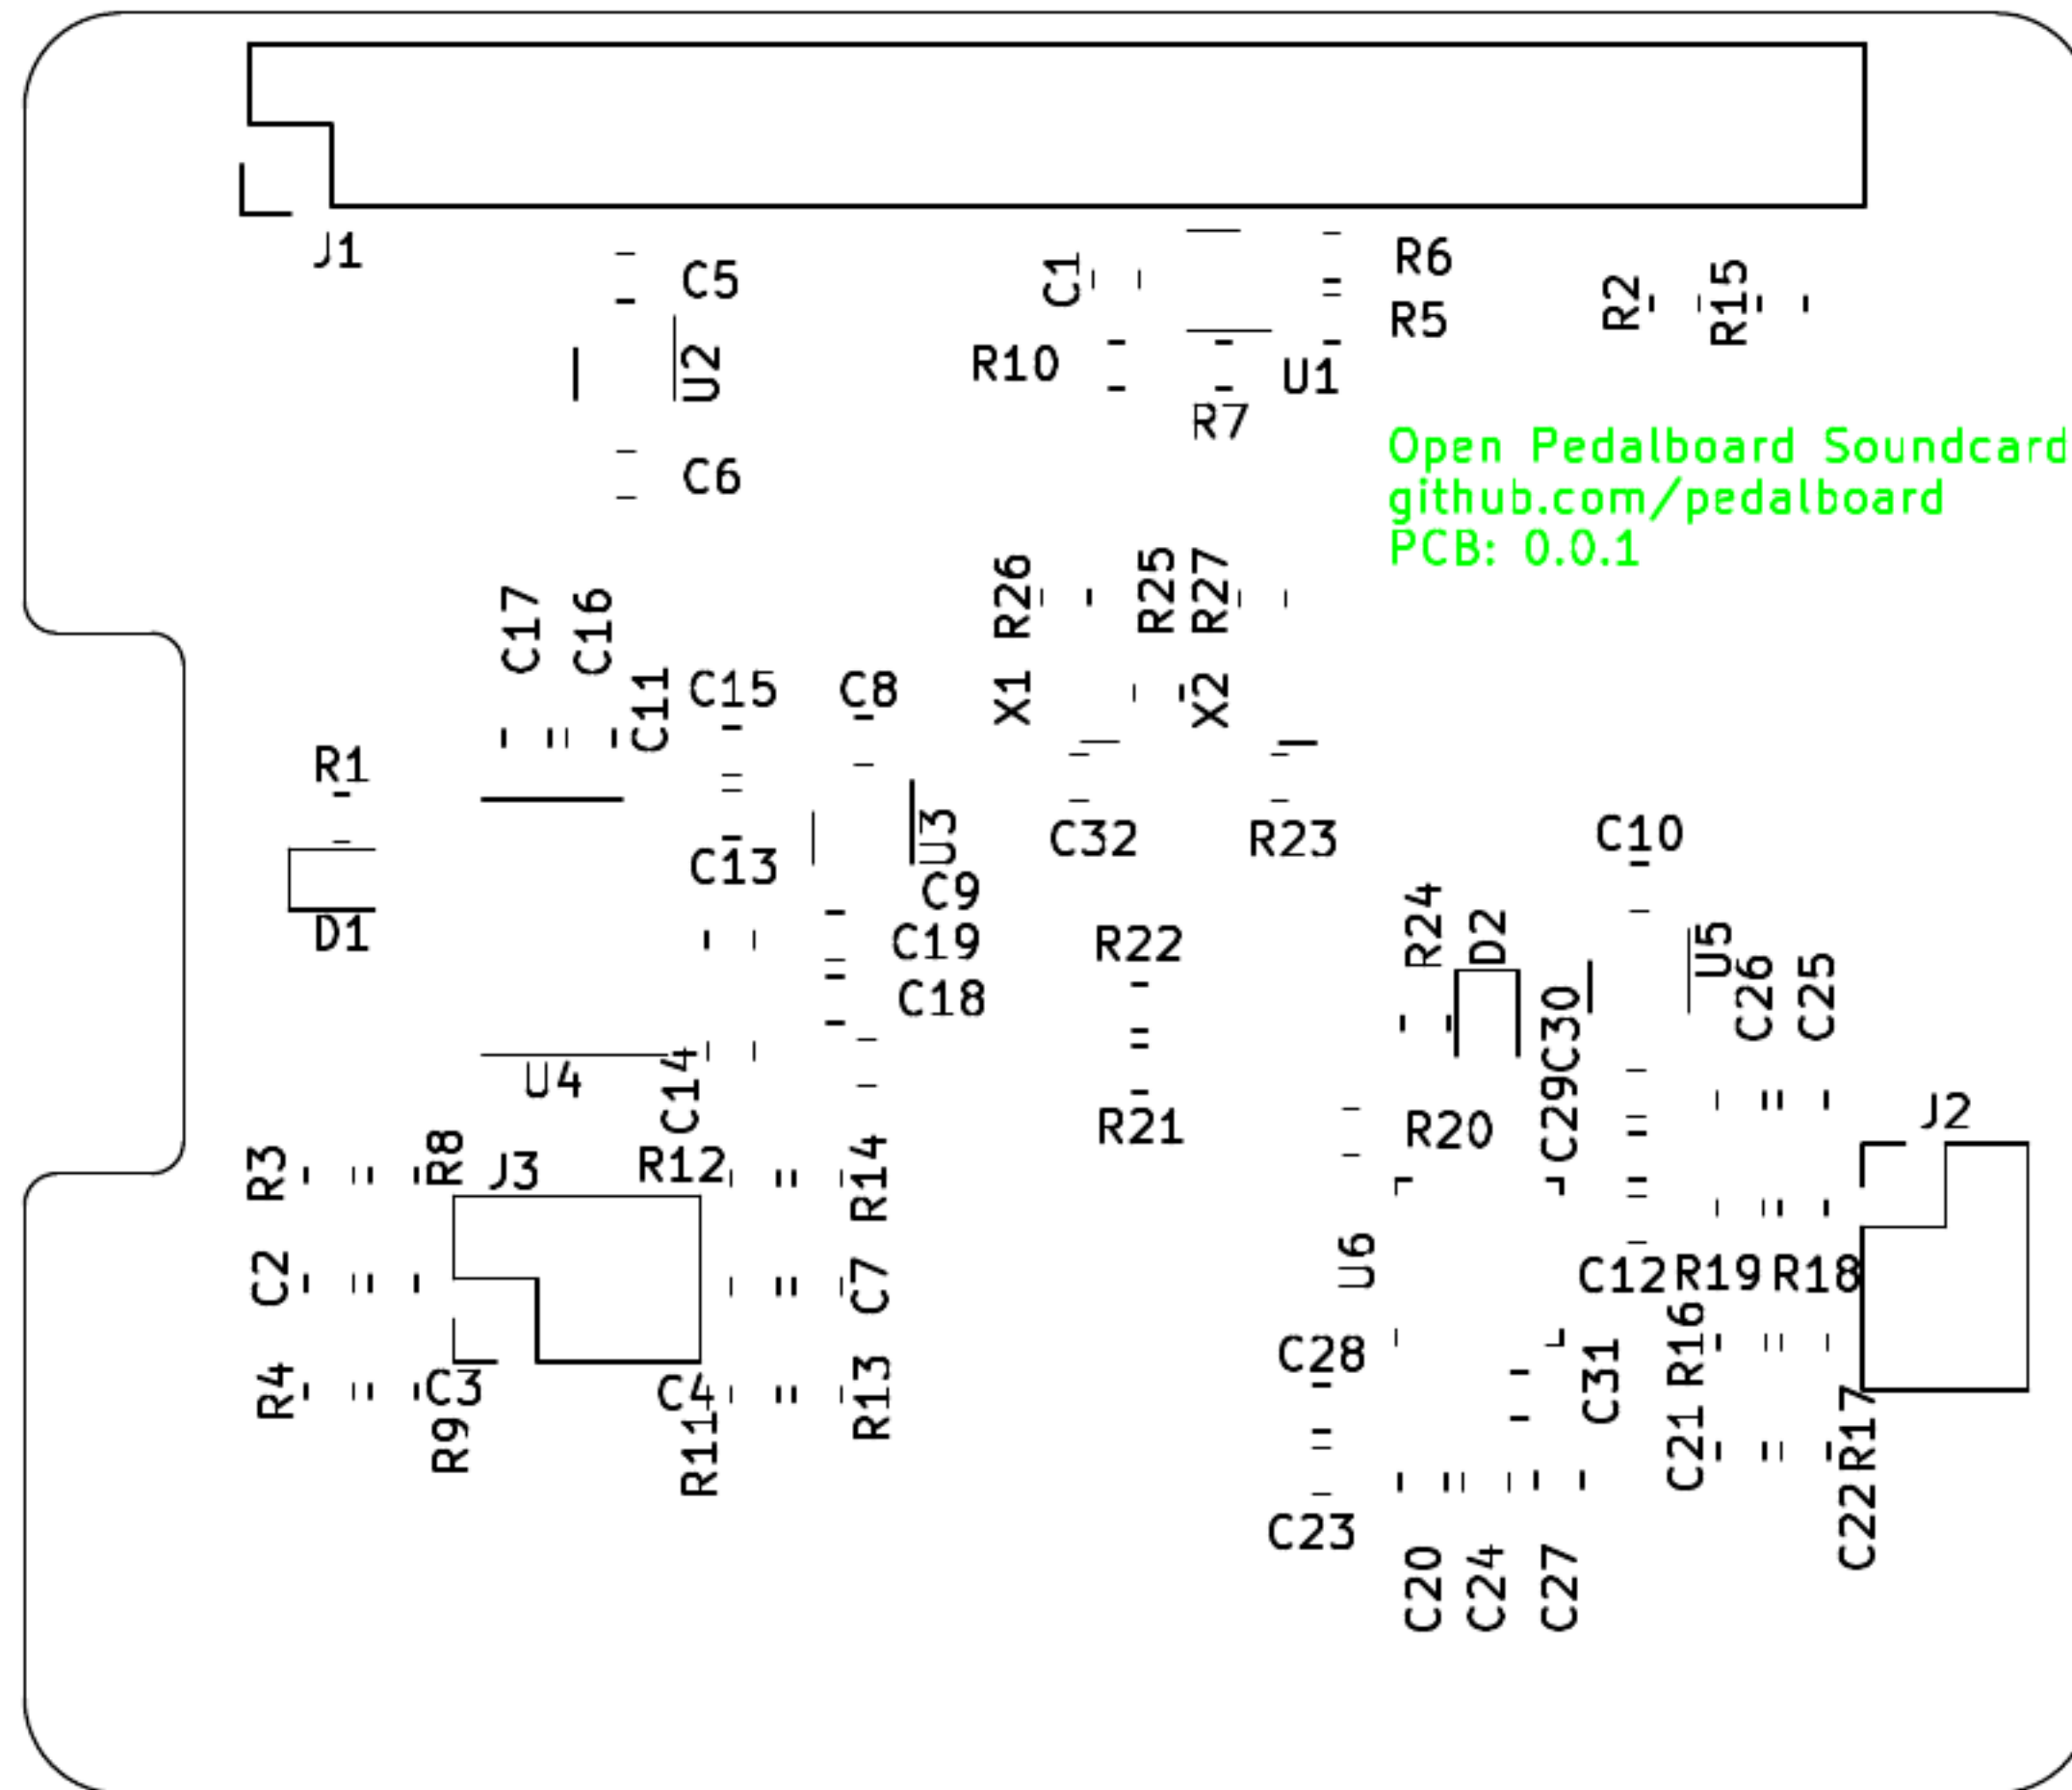 J1
C5
C1
R6
R2
R15
R5
U2
R10
U1
R7
C6
Open Pedalboard Soundcard
github.com/pedalboard
PCB: 0.0.1
C17
C16
R26
R25
R27
C11
C15
C8
X1
X2
R1
U3
C32
R23
C10
C13
C9
D1
C19
R22
R24
D2
U5
C26
C25
C18
C30
U4
C14
R21
R20
C29
J2
R3
R8
J3
R12
R14
C2
C7
U6
C12
R19
R18
C28
R16
C31
R4
C3
C4
R13
R9
R11
C21
R17
C23
C22
C20
C24
C27